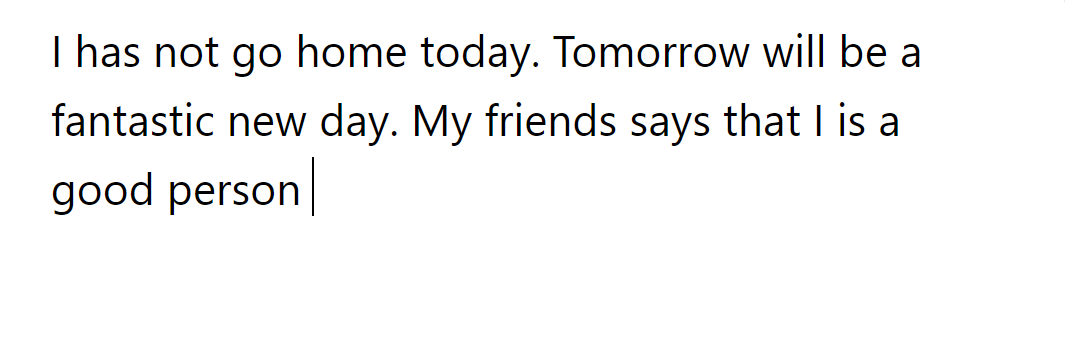 I has not go home today. Tomorrow will be a
fantastic new day. My friends says that I is a
good person